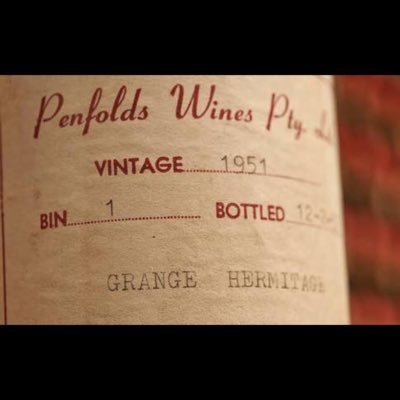 Penfolds Wines Pty.
VINTAGE 1951
BIN 1 BOTTLED 12-
GRANGE HERMITAGE